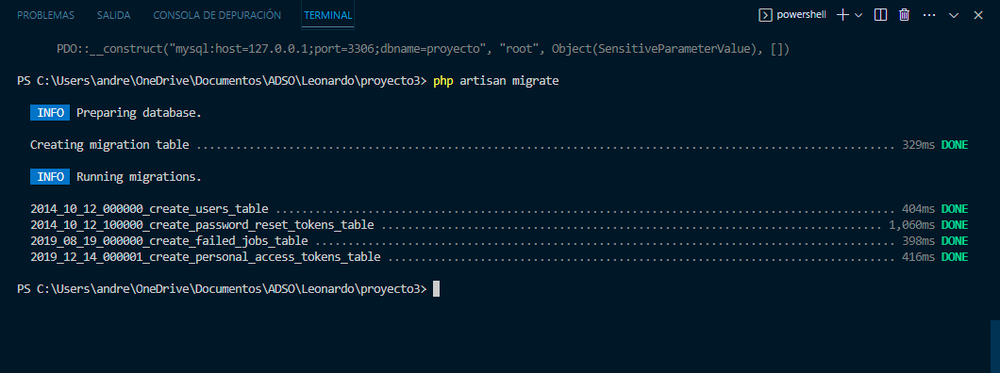 PROBLEMAS SALIDA CONSOLA DE DEPURACIÓN TERMINAL powershell
PDO::__construct("mysql:host=127.0.0.1;port=3306;dbname=proyecto", "root", Object(SensitiveParameterValue), [])
PS C:\Users\andre\OneDrive\Documentos\ADSO\Leonardo\proyecto3> php artisan migrate
INFO Preparing database.
Creating migration table ........................................................................................................... 329ms DONE
INFO Running migrations.
2014_10_12_000000_create_users_table ............................................................................................... 404ms DONE
2014_10_12_100000_create_password_reset_tokens_table ............................................................................. 1,060ms DONE
2019_08_19_000000_create_failed_jobs_table ......................................................................................... 398ms DONE
2019_12_14_000001_create_personal_access_tokens_table .............................................................................. 416ms DONE
PS C:\Users\andre\OneDrive\Documentos\ADSO\Leonardo\proyecto3>